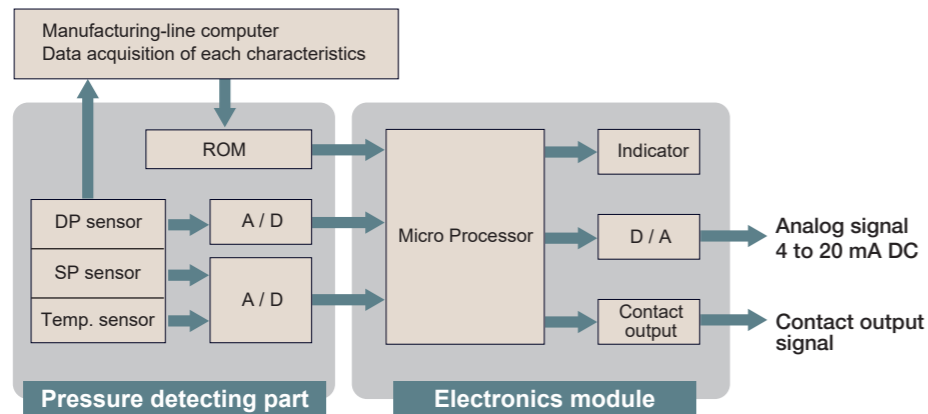 Manufacturing-line computer
Data acquisition of each characteristics
ROM
DP sensor
SP sensor
Temp. sensor
A / D
A / D
Micro Processor
Indicator
D / A
Contact
output
Analog signal
4 to 20 mA DC
Contact output
signal
Pressure detecting part
Electronics module